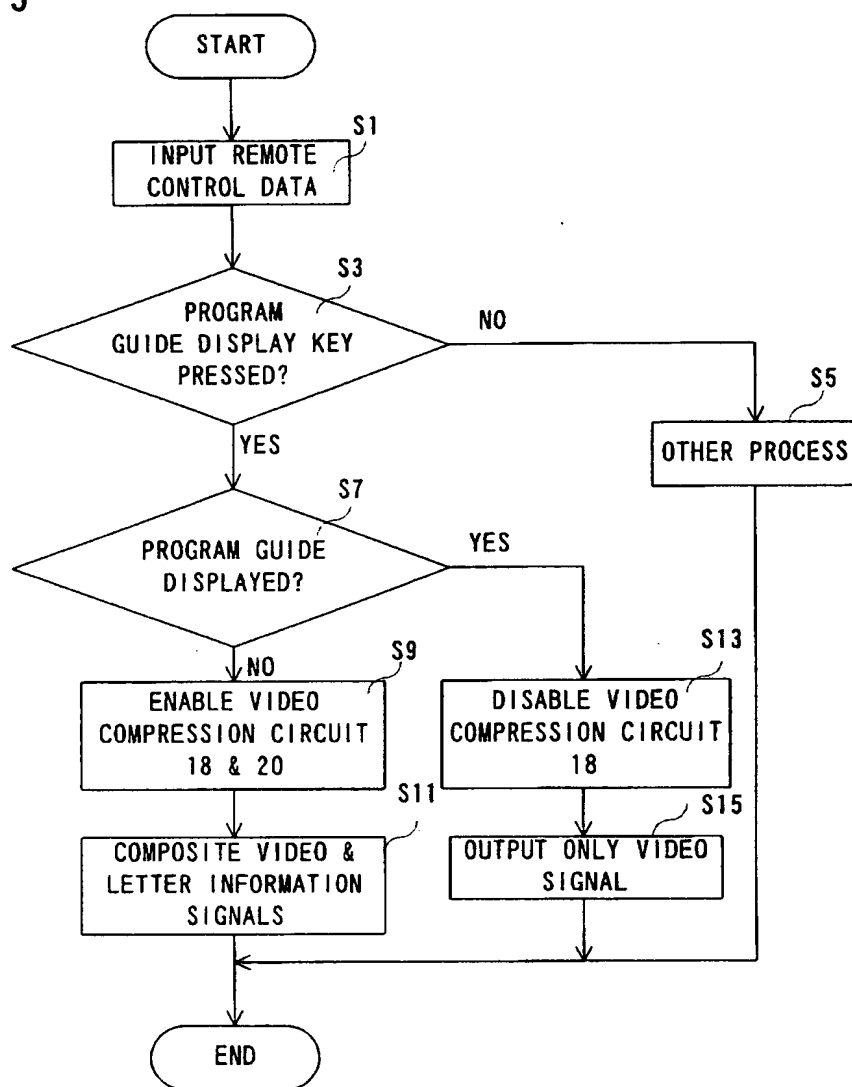 START
S1
INPUT REMOTE
CONTROL DATA
S3
PROGRAM
GUIDE DISPLAY KEY
PRESSED?
NO
S5
OTHER PROCESS
YES
S7
PROGRAM GUIDE
DISPLAYED?
YES
NO
S9
ENABLE VIDEO
COMPRESSION CIRCUIT
18 & 20
S13
DISABLE VIDEO
COMPRESSION CIRCUIT
18
S11
COMPOSITE VIDEO &
LETTER INFORMATION
SIGNALS
S15
OUTPUT ONLY VIDEO
SIGNAL
END